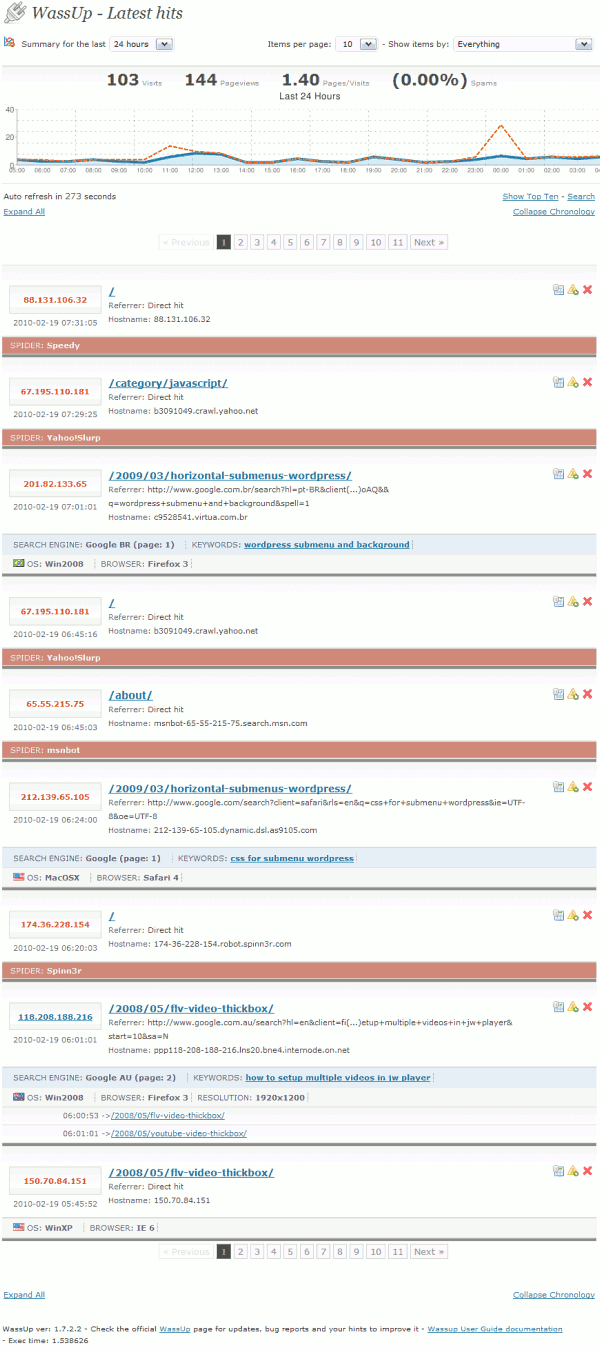 WassUp - Latest hits
Summary for the last 24 hours Items per page: 10 - Show items by: Everything
103 Visits 144 Pageviews 1.40 Pages/Visits (0.00%) Spams
Last 24 Hours
40
20
0
05:00 06:00 07:00 08:00 09:00 10:00 11:00 12:00 13:00 14:00 15:00 16:00 17:00 18:00 19:00 20:00 21:00 22:00 23:00 00:00 01:00 02:00 03:00 04
Auto refresh in 273 seconds Show Top Ten - Search
Expand All Collapse Chronology
« Previous 1 2 3 4 5 6 7 8 9 10 11 Next »
/
88.131.106.32
Referrer: Direct hit
Hostname: 88.131.106.32
2010-02-19 07:31:05
SPIDER: Speedy
/category/javascript/
67.195.110.181
Referrer: Direct hit
Hostname: b3091049.crawl.yahoo.net
2010-02-19 07:29:25
SPIDER: Yahoo!Slurp
/2009/03/horizontal-submenus-wordpress/
201.82.133.65
Referrer: http://www.google.com.br/search?hl=pt-BR&client(...)oAQ&&
q=wordpress+submenu+and+background&spell=1
2010-02-19 07:01:01
Hostname: c9528541.virtua.com.br
SEARCH ENGINE: Google BR (page: 1) KEYWORDS: wordpress submenu and background
OS: Win2008 BROWSER: Firefox 3
/
67.195.110.181
Referrer: Direct hit
Hostname: b3091049.crawl.yahoo.net
2010-02-19 06:45:16
SPIDER: Yahoo!Slurp
/about/
65.55.215.75
Referrer: Direct hit
Hostname: msnbot-65-55-215-75.search.msn.com
2010-02-19 06:45:03
SPIDER: msnbot
/2009/03/horizontal-submenus-wordpress/
212.139.65.105
Referrer: http://www.google.com/search?client=safari&rls=en&q=css+for+submenu+wordpress&ie=UTF-
8&oe=UTF-8
2010-02-19 06:24:00
Hostname: 212-139-65-105.dynamic.dsl.as9105.com
SEARCH ENGINE: Google (page: 1) KEYWORDS: css for submenu wordpress
OS: MacOSX BROWSER: Safari 4
/
174.36.228.154
Referrer: Direct hit
Hostname: 174-36-228-154.robot.spinn3r.com
2010-02-19 06:20:03
SPIDER: Spinn3r
/2008/05/flv-video-thickbox/
118.208.188.216
Referrer: http://www.google.com.au/search?hl=en&client=fi(...)etup+multiple+videos+in+jw+player&
start=10&sa=N
2010-02-19 06:01:01
Hostname: ppp118-208-188-216.lns20.bne4.internode.on.net
SEARCH ENGINE: Google AU (page: 2) KEYWORDS: how to setup multiple videos in jw player
OS: Win2008 BROWSER: Firefox 3 RESOLUTION: 1920x1200
06:00:53 ->/2008/05/flv-video-thickbox/
06:01:01 ->/2008/05/youtube-video-thickbox/
/2008/05/flv-video-thickbox/
150.70.84.151
Referrer: Direct hit
Hostname: 150.70.84.151
2010-02-19 05:45:52
OS: WinXP BROWSER: IE 6
« Previous 1 2 3 4 5 6 7 8 9 10 11 Next »
Expand All Collapse Chronology
WassUp ver: 1.7.2.2 - Check the official WassUp page for updates, bug reports and your hints to improve it - Wassup User Guide documentation
- Exec time: 1.538626